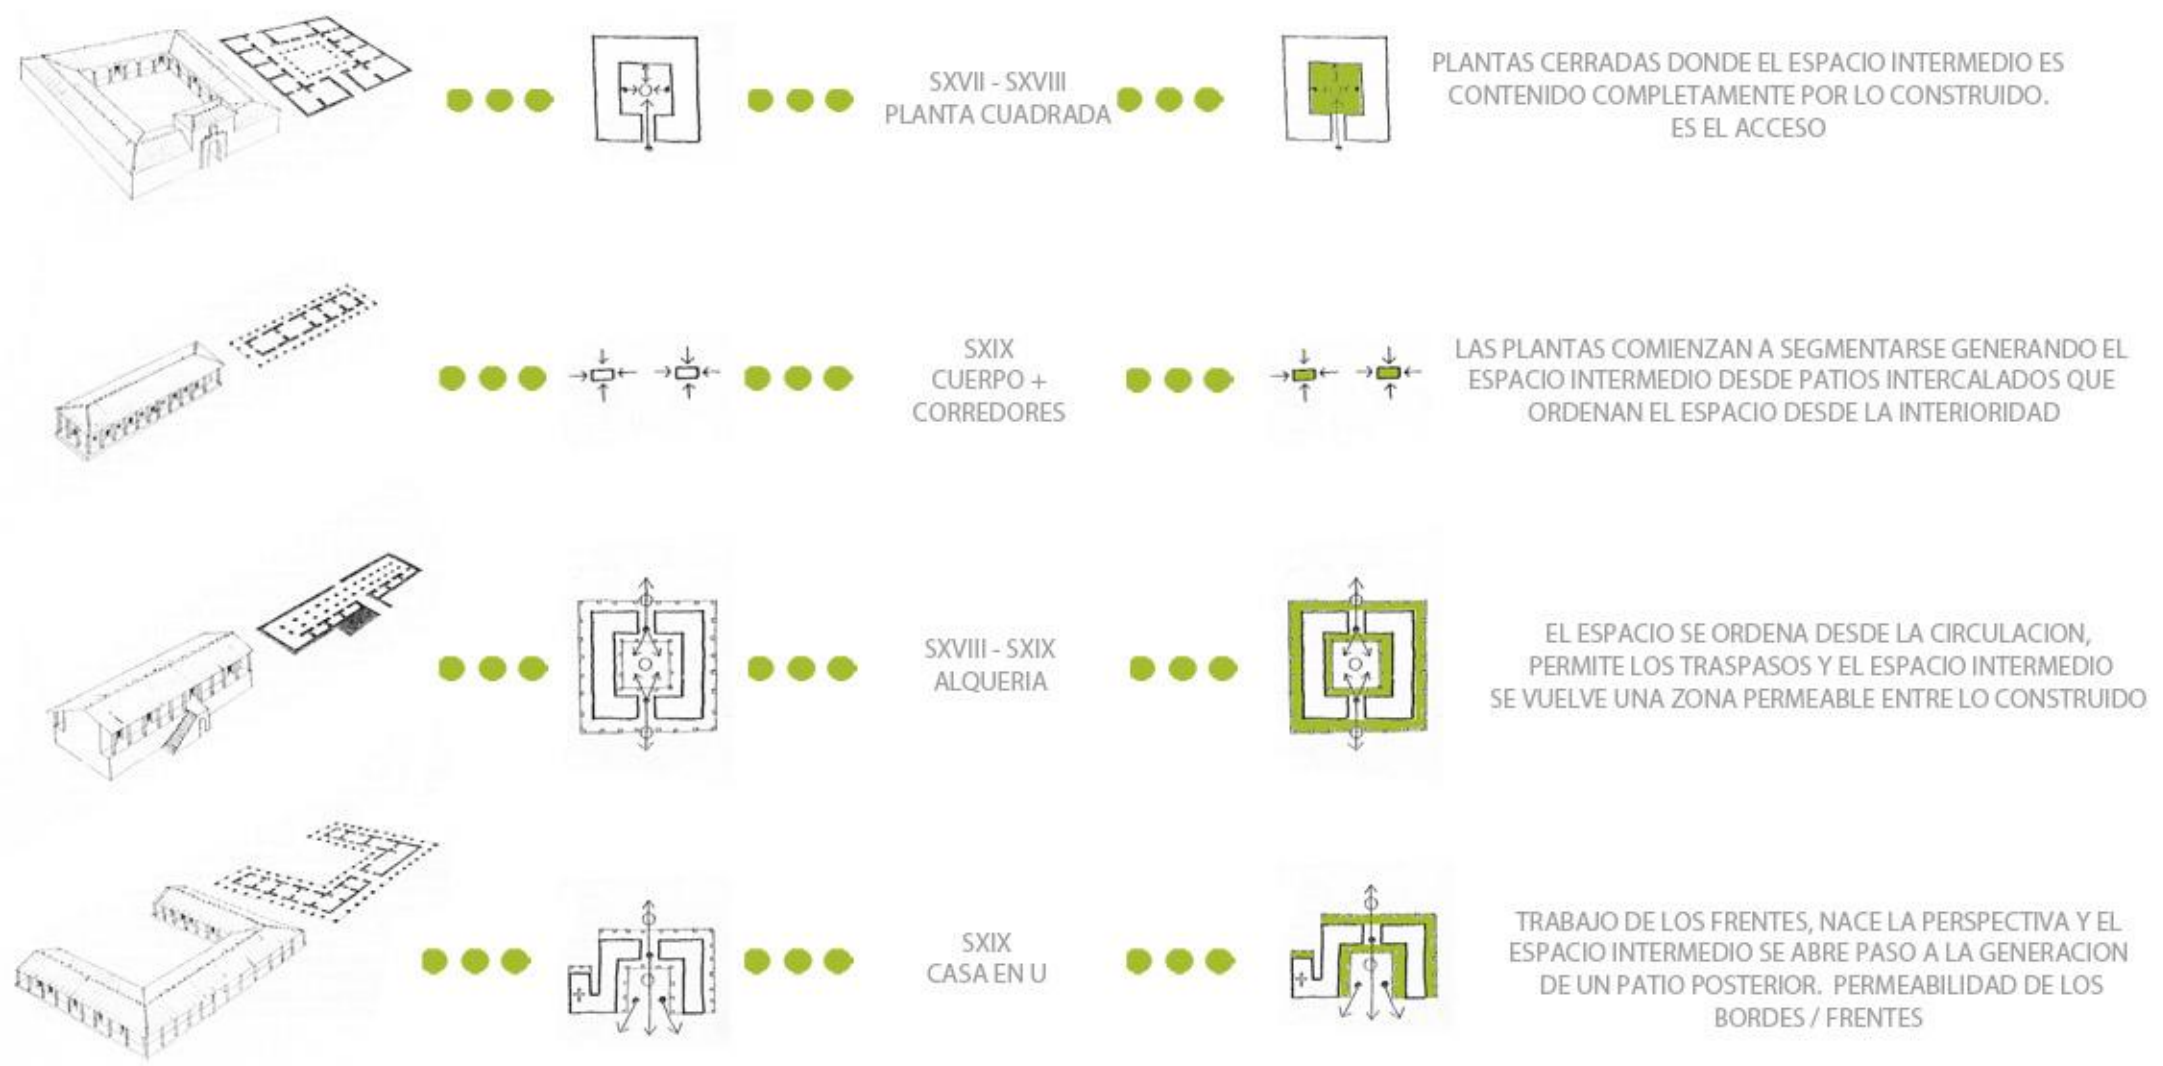 SXVII - SXVIII
PLANTA CUADRADA
PLANTAS CERRADAS DONDE EL ESPACIO INTERMEDIO ES
CONTENIDO COMPLETAMENTE POR LO CONSTRUIDO.
ES EL ACCESO
SXIX
CUERPO +
CORREDORES
LAS PLANTAS COMIENZAN A SEGMENTARSE GENERANDO EL
ESPACIO INTERMEDIO DESDE PATIOS INTERCALADOS QUE
ORDENAN EL ESPACIO DESDE LA INTERIORIDAD
SXVIII - SXIX
ALQUERIA
EL ESPACIO SE ORDENA DESDE LA CIRCULACION,
PERMITE LOS TRASPASOS Y EL ESPACIO INTERMEDIO
SE VUELVE UNA ZONA PERMEABLE ENTRE LO CONSTRUIDO
SXIX
CASA EN U
TRABAJO DE LOS FRENTES, NACE LA PERSPECTIVA Y EL
ESPACIO INTERMEDIO SE ABRE PASO A LA GENERACION
DE UN PATIO POSTERIOR. PERMEABILIDAD DE LOS
BORDES / FRENTES